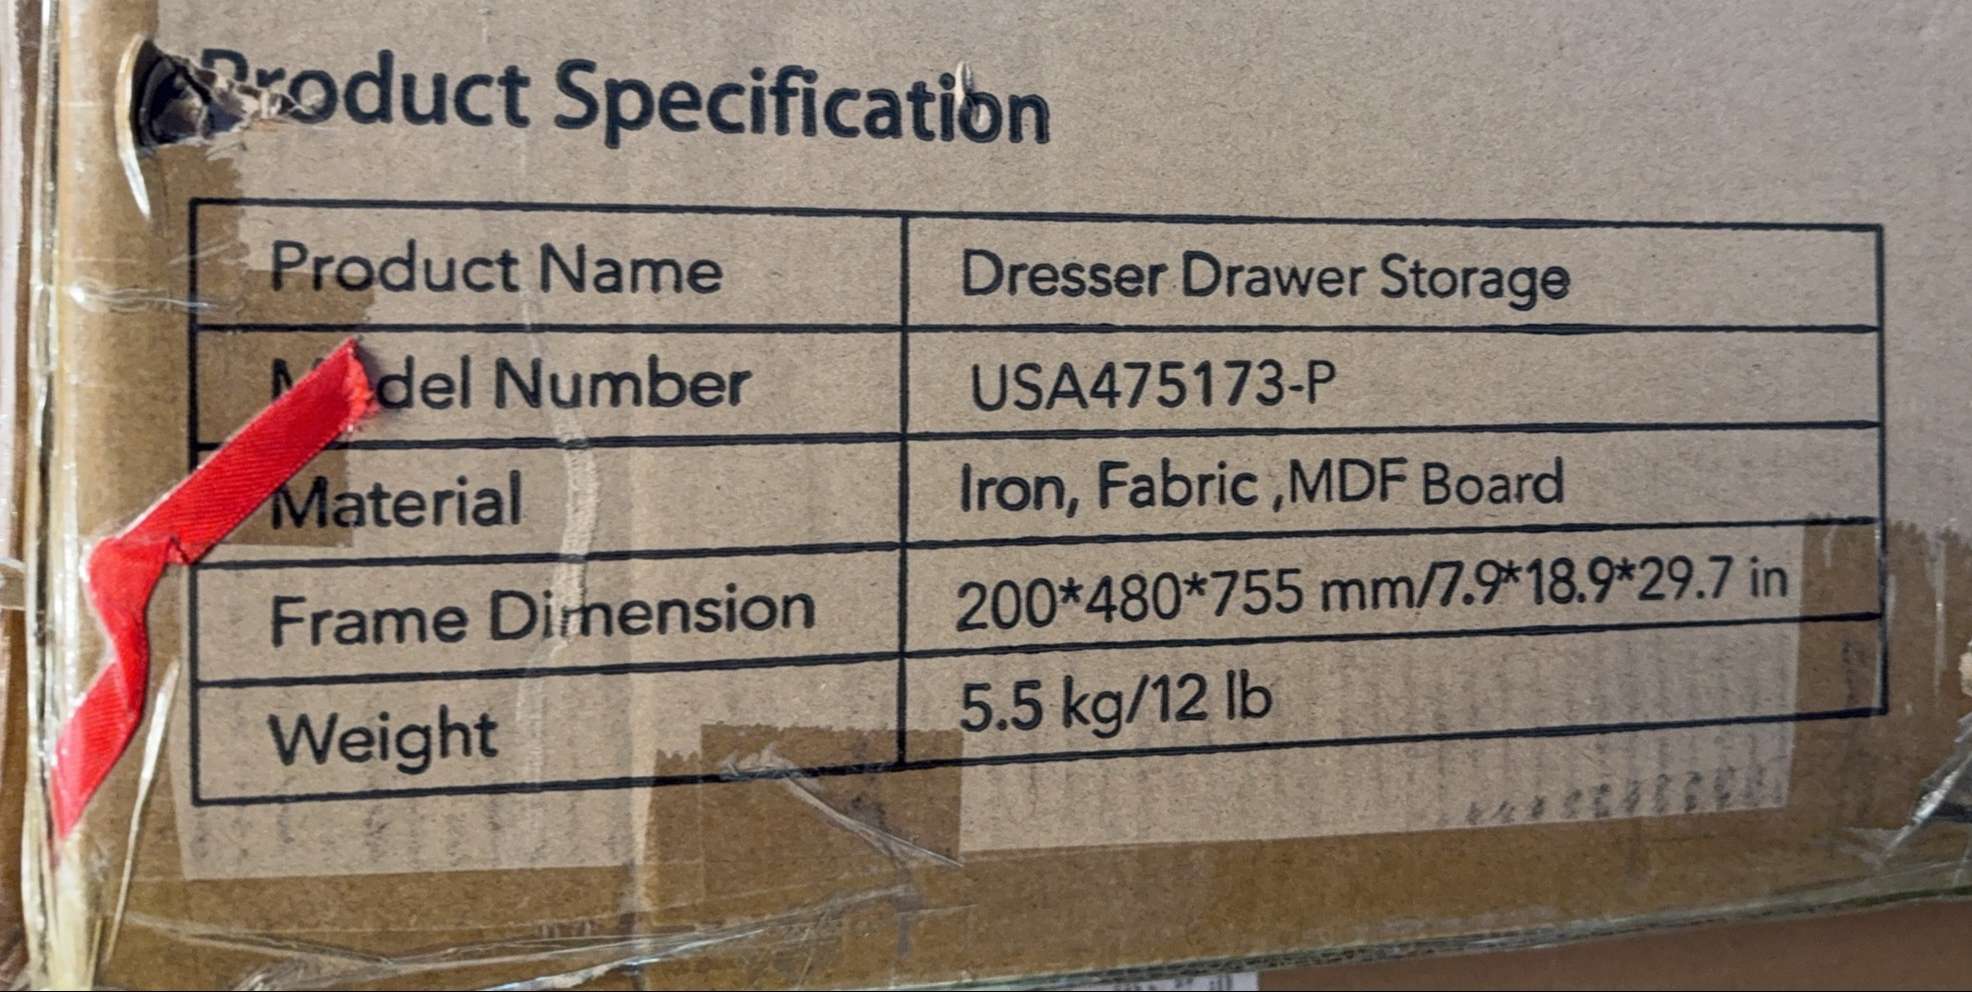 Product Specification
Product Name Dresser Drawer Storage
Model Number USA475173-P
Material Iron, Fabric ,MDF Board
Frame Dimension 200*480*755 mm/7.9*18.9*29.7 in
Weight 5.5 kg/12 lb